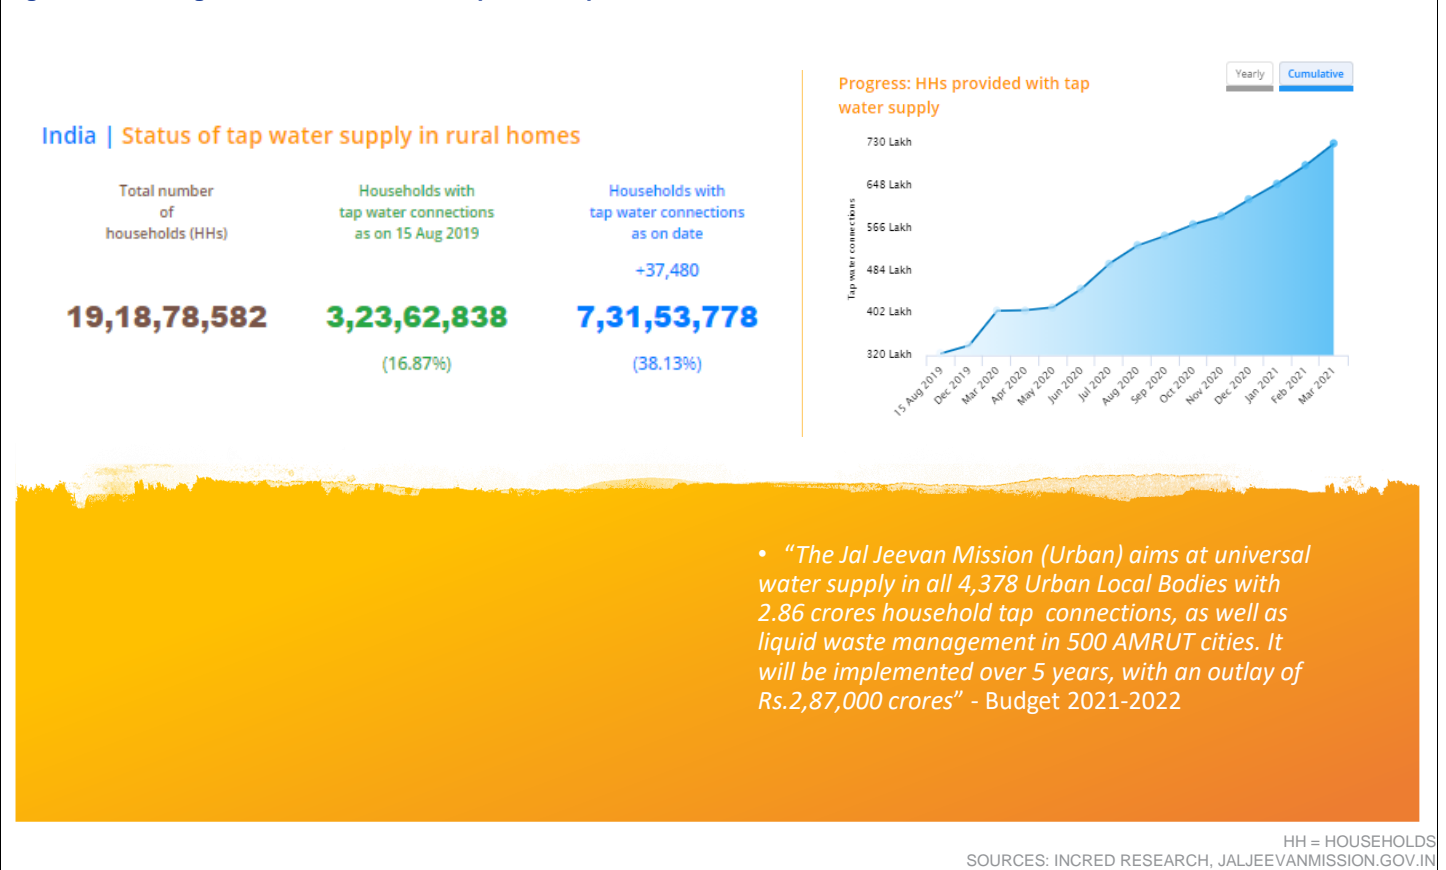 India | Status of tap water supply in rural homes
Total number
of
households (HHs)
19,18,78,582
Households with
tap water connections
as on 15 Aug 2019
3,23,62,838
(16.87%)
Households with
tap water connections
as on date
+37,480
7,31,53,778
(38.13%)
Yearly
Cumulative
Progress: HHs provided with tap
water supply
Tap water connections
730 Lakh
648 Lakh
566 Lakh
484 Lakh
402 Lakh
320 Lakh
15 Aug 2019
Dec 2019
Mar 2020
Apr 2020
May 2020
Jun 2020
Jul 2020
Aug 2020
Sep 2020
Oct 2020
Nov 2020
Dec 2020
Jan 2021
Feb 2021
Mar 2021
• “The Jal Jeevan Mission (Urban) aims at universal
water supply in all 4,378 Urban Local Bodies with
2.86 crores household tap connections, as well as
liquid waste management in 500 AMRUT cities. It
will be implemented over 5 years, with an outlay of
Rs.2,87,000 crores” - Budget 2021-2022
HH = HOUSEHOLDS
SOURCES: INCRED RESEARCH, JALJEEVANMISSION.GOV.IN